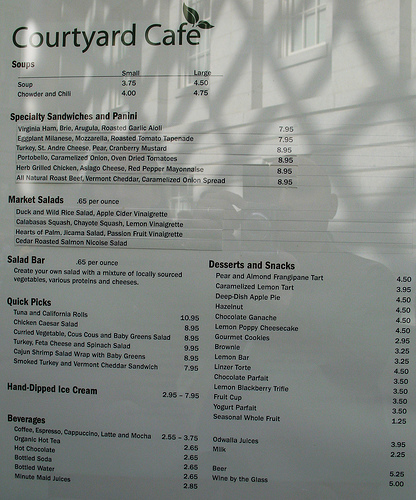 Courtyard Café
Soups
Small Large
Soup 3.75 4.50
Chowder and Chili 4.00 4.75
Specialty Sandwiches and Panini
Virginia Ham, Brie, Arugula, Roasted Garlic Aioli 7.95
Eggplant Milanese, Mozzarella, Roasted Tomato Tapenade 7.95
Turkey, St. Andre Cheese, Pear, Cranberry Mustard 8.95
Portobello, Caramelized Onion, Oven Dried Tomatoes 8.95
Herb Grilled Chicken, Asiago Cheese, Red Pepper Mayonnaise 8.95
All Natural Roast Beef, Vermont Cheddar, Caramelized Onion Spread 8.95
Market Salads .65 per ounce
Duck and Wild Rice Salad, Apple Cider Vinaigrette
Calabasas Squash, Chayote Squash, Lemon Vinaigrette
Hearts of Palm, Jicama Salad, Passion Fruit Vinaigrette
Cedar Roasted Salmon Nicoise Salad
Salad Bar .65 per ounce
Create your own salad with a mixture of locally sourced
vegetables, various proteins and cheeses.
Quick Picks
Tuna and California Rolls 10.95
Chicken Caesar Salad 8.95
Curried Vegetable, Cous Cous and Baby Greens Salad 8.95
Turkey, Feta Cheese and Spinach Salad 9.95
Cajun Shrimp Salad Wrap with Baby Greens 8.95
Smoked Turkey and Vermont Cheddar Sandwich 7.95
Hand-Dipped Ice Cream 2.95 – 7.95
Beverages
Coffee, Espresso, Cappuccino, Latte and Mocha 2.55 – 3.75
Organic Hot Tea 2.65
Hot Chocolate 2.65
Bottled Soda 2.65
Bottled Water 2.65
Minute Maid Juices 2.85
Desserts and Snacks
Pear and Almond Frangipane Tart 4.50
Caramelized Lemon Tart 3.95
Deep-Dish Apple Pie 4.50
Hazelnut 4.50
Chocolate Ganache 4.50
Lemon Poppy Cheesecake 4.50
Gourmet Cookies 2.95
Brownie 3.25
Lemon Bar 3.25
Linzer Torte 4.50
Chocolate Parfait 3.50
Lemon Blackberry Trifle 3.50
Fruit Cup 3.50
Yogurt Parfait 3.50
Seasonal Whole Fruit 1.25
Odwalla Juices 3.95
Milk 2.25
Beer 5.25
Wine by the Glass 5.00